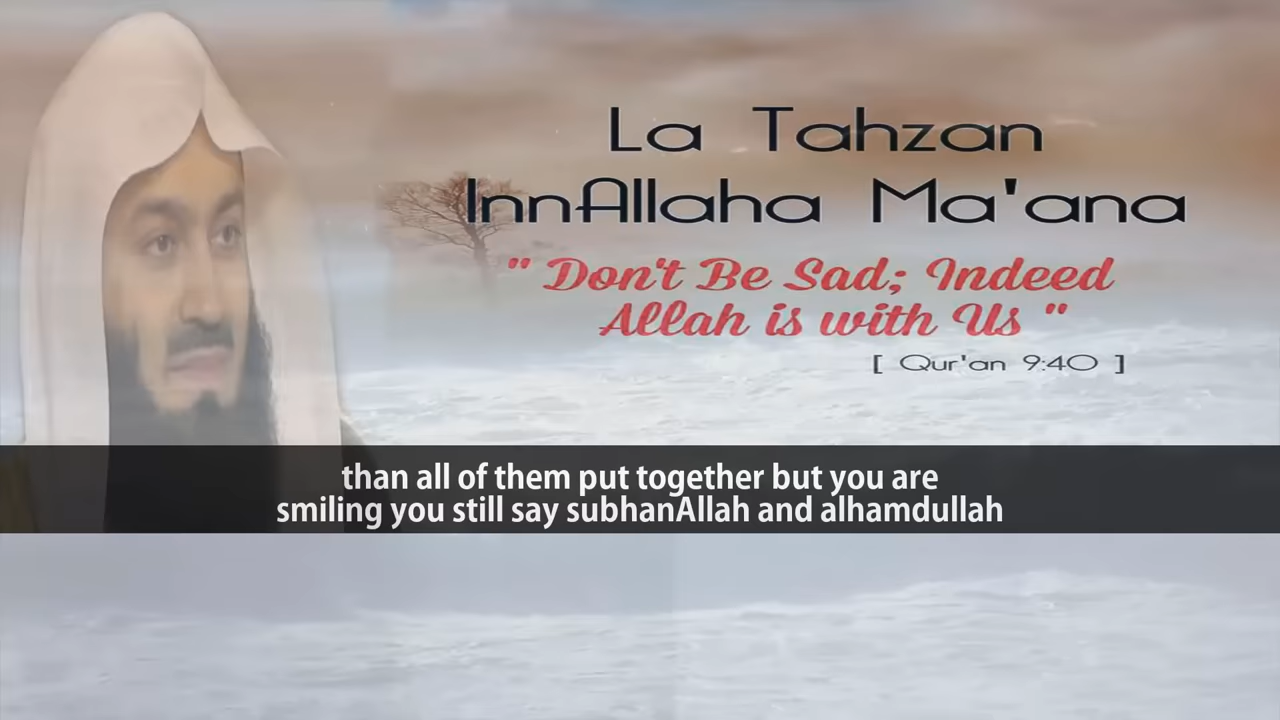 La Tahzan
InnAllaha Ma'ana
" Don't Be Sad; Indeed
Allah is with Us "
[ Qur'an 9:40 ]
than all of them put together but you are
smiling you still say subhanAllah and alhamdullah